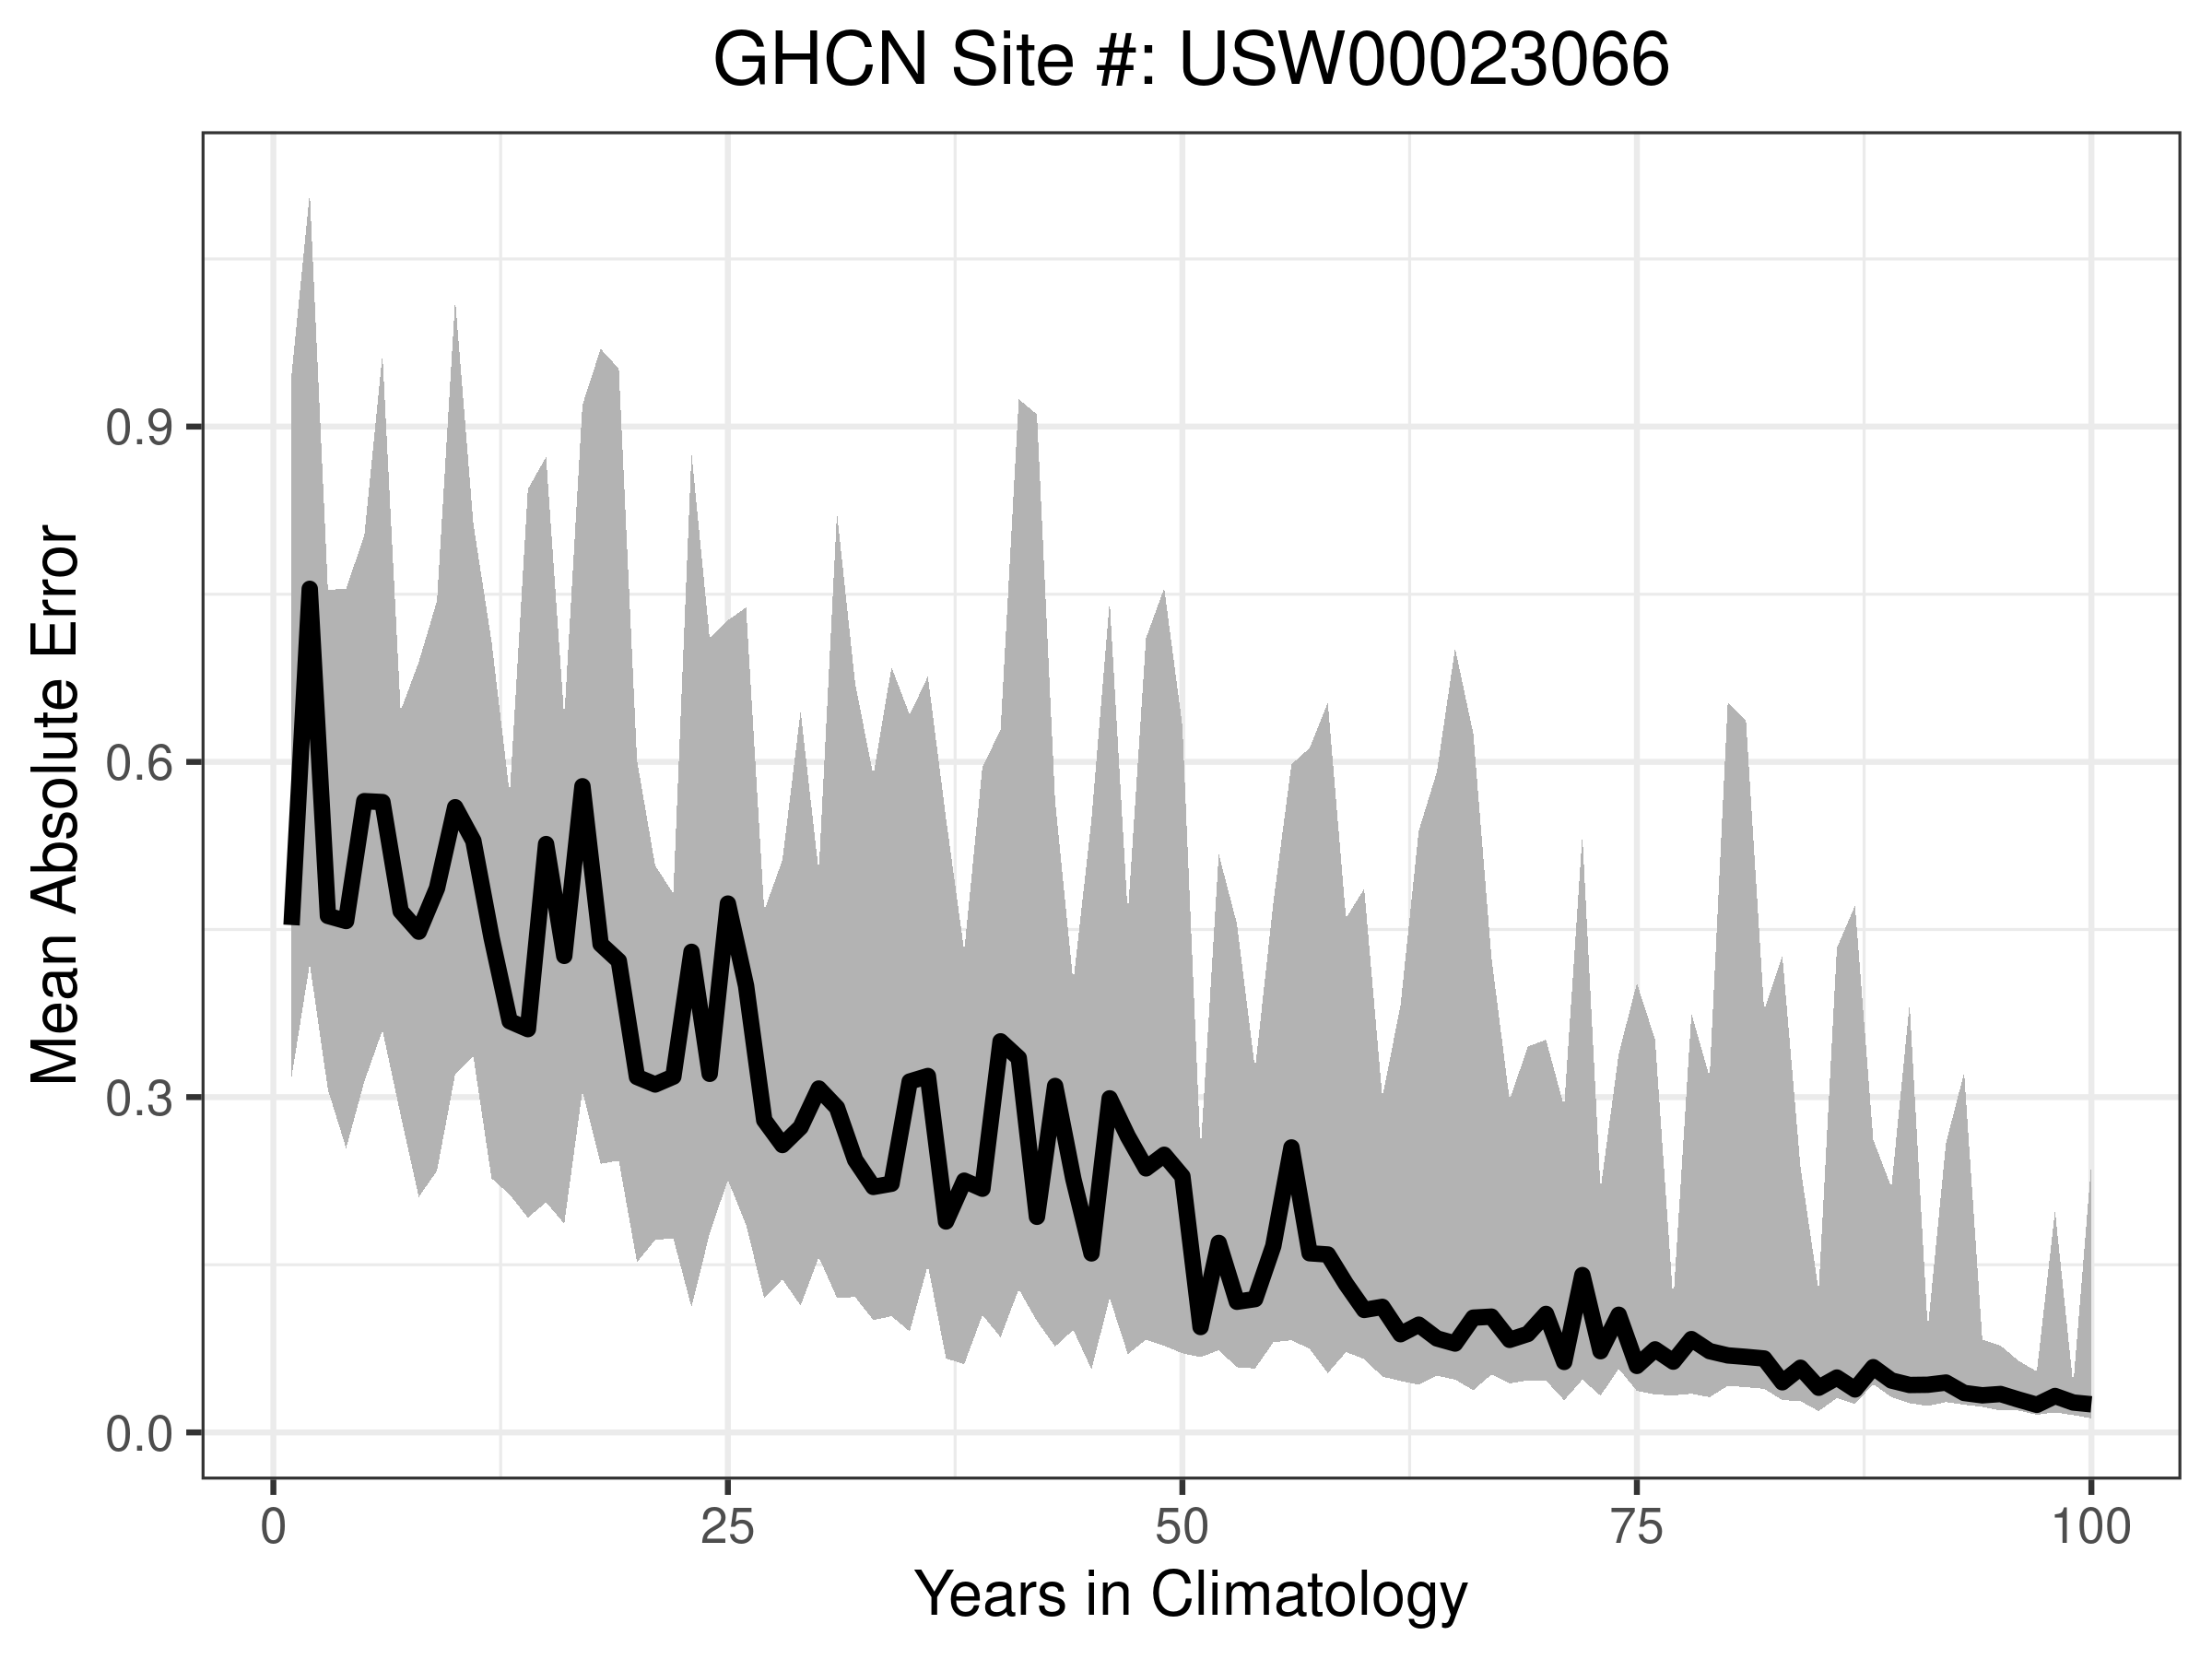 GHCN Site #: USW00023066
Mean Absolute Error
0.9
0.6
0.3
0.0
0 25 50 75 100
Years in Climatology